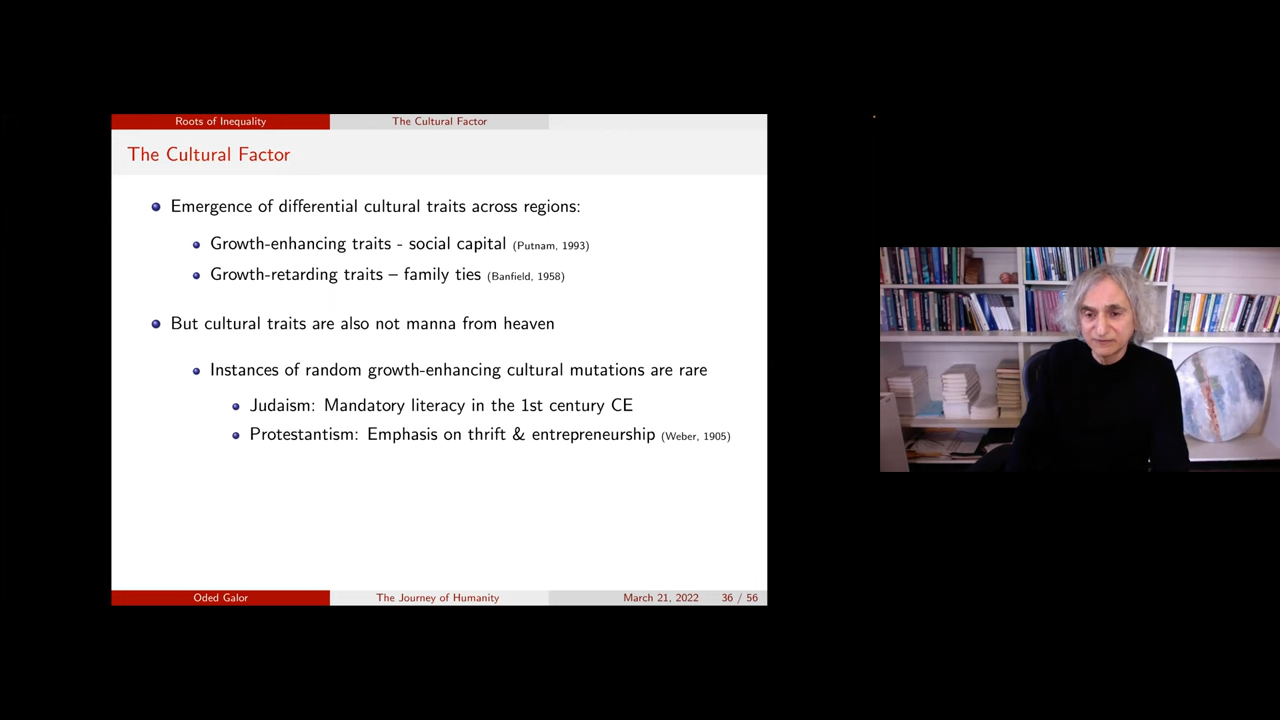 Roots of Inequality The Cultural Factor
The Cultural Factor
Emergence of differential cultural traits across regions:
Growth-enhancing traits - social capital (Putnam, 1993)
Growth-retarding traits – family ties (Banfield, 1958)
But cultural traits are also not manna from heaven
Instances of random growth-enhancing cultural mutations are rare
Judaism: Mandatory literacy in the 1st century CE
Protestantism: Emphasis on thrift & entrepreneurship (Weber, 1905)
Oded Galor The Journey of Humanity March 21, 2022 36 / 56